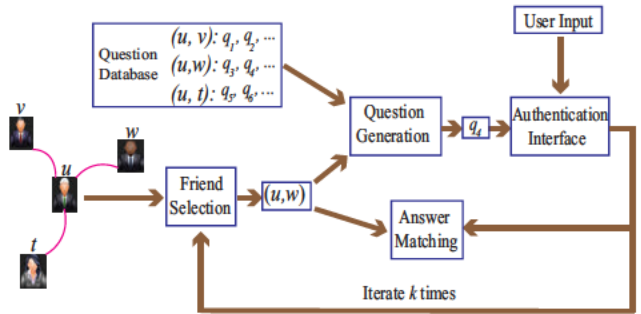 User Input
Question Database
(u, v): q1, q2, ...
(u,w): q3, q4, ...
(u, t): q5, q6, ...
v
w
u
t
Question
Generation
q4
Authentication
Interface
Friend
Selection
(u,w)
Answer
Matching
Iterate k times